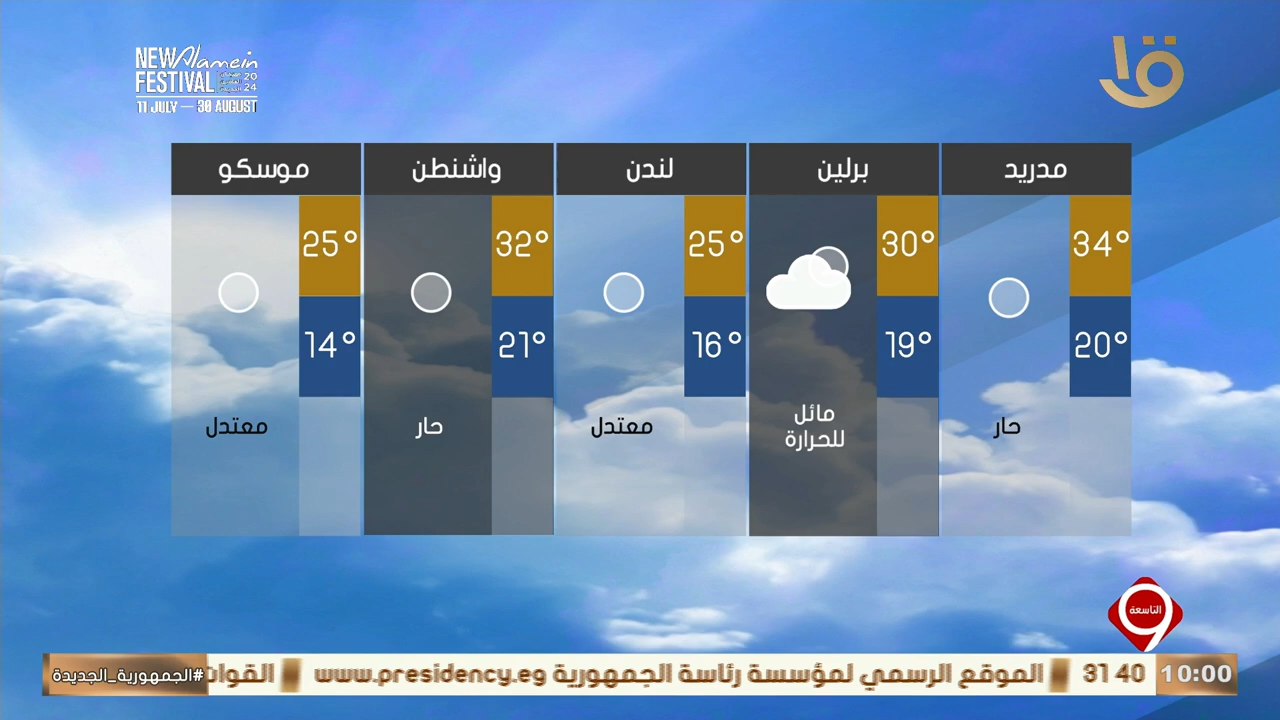 NEW Alamein
FESTIVAL 2024
11 JULY — 30 AUGUST
مدريد
34°
20°
حار
برلين
30°
19°
مائل
للحرارة
لندن
25°
16°
معتدل
واشنطن
32°
21°
حار
موسكو
25°
14°
معتدل
التاسعة
9
10:00
31 40 الموقع الرسمي لمؤسسة رئاسة الجمهورية www.presidency.eg
#الجمهورية_الجديدة